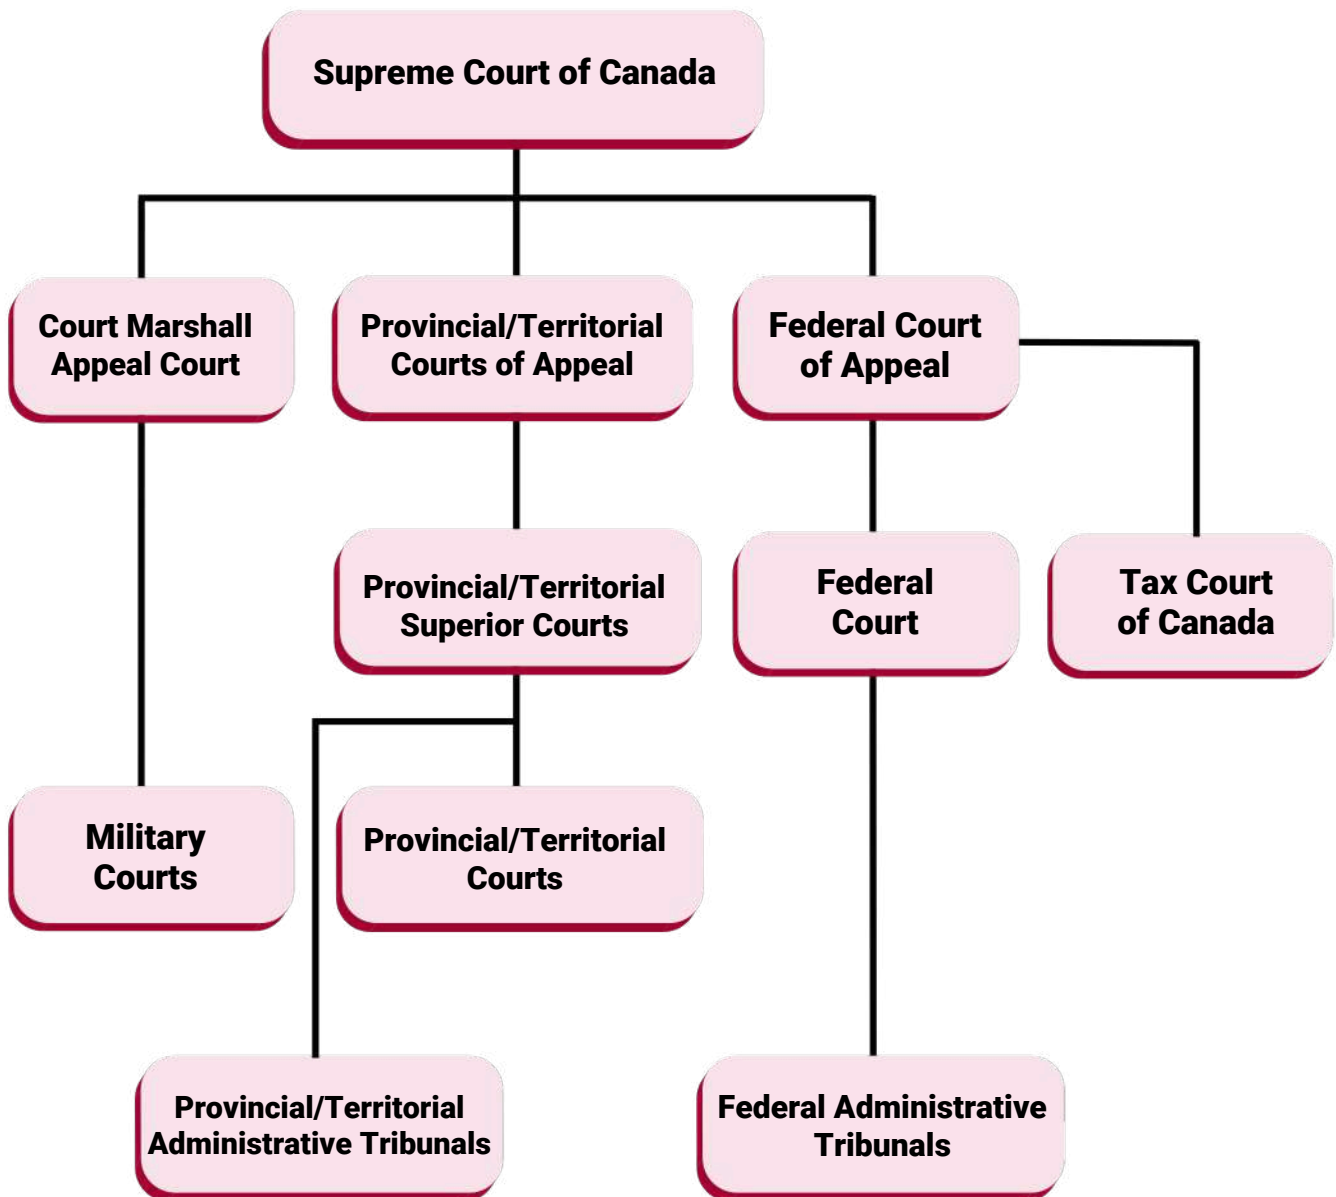 Supreme Court of Canada
Court Marshall
Appeal Court
Provincial/Territorial
Courts of Appeal
Federal Court
of Appeal
Provincial/Territorial
Superior Courts
Federal
Court
Tax Court
of Canada
Military
Courts
Provincial/Territorial
Courts
Provincial/Territorial
Administrative Tribunals
Federal Administrative
Tribunals